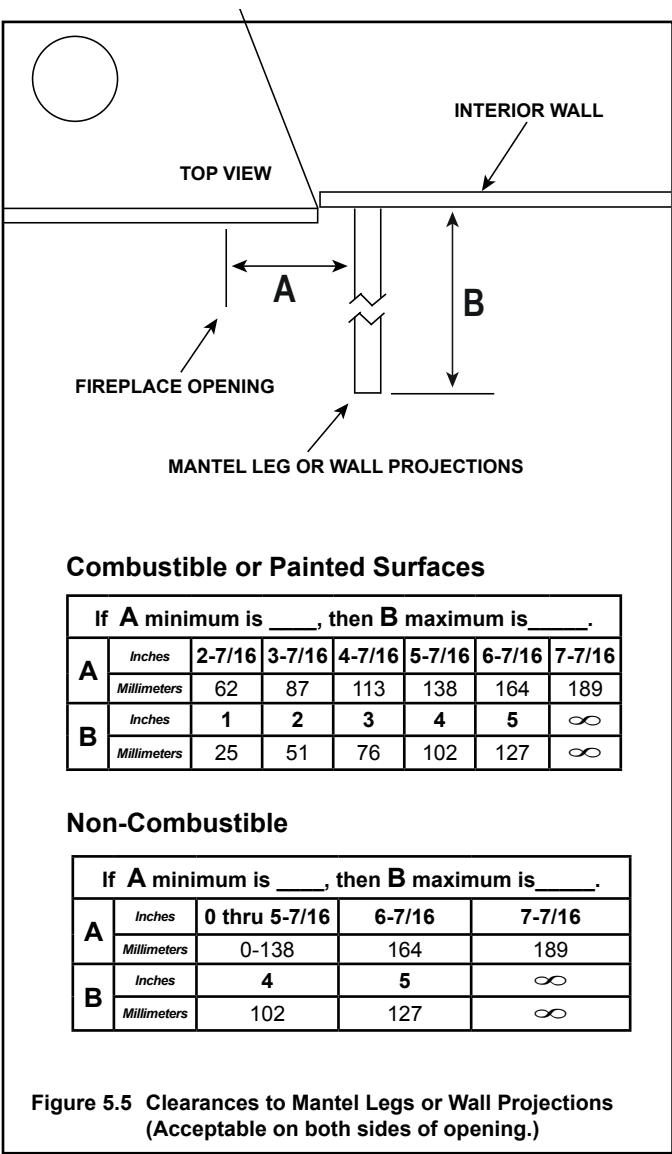 INTERIOR WALL
TOP VIEW
A
B
FIREPLACE OPENING
MANTEL LEG OR WALL PROJECTIONS
Combustible or Painted Surfaces
If A minimum is ____, then B maximum is_____.
A Inches 2-7/16 3-7/16 4-7/16 5-7/16 6-7/16 7-7/16
Millimeters 62 87 113 138 164 189
B Inches 1 2 3 4 5 ∞
Millimeters 25 51 76 102 127 ∞
Non-Combustible
If A minimum is ____, then B maximum is_____.
A Inches 0 thru 5-7/16 6-7/16 7-7/16
Millimeters 0-138 164 189
B Inches 4 5 ∞
Millimeters 102 127 ∞
Figure 5.5 Clearances to Mantel Legs or Wall Projections
(Acceptable on both sides of opening.)